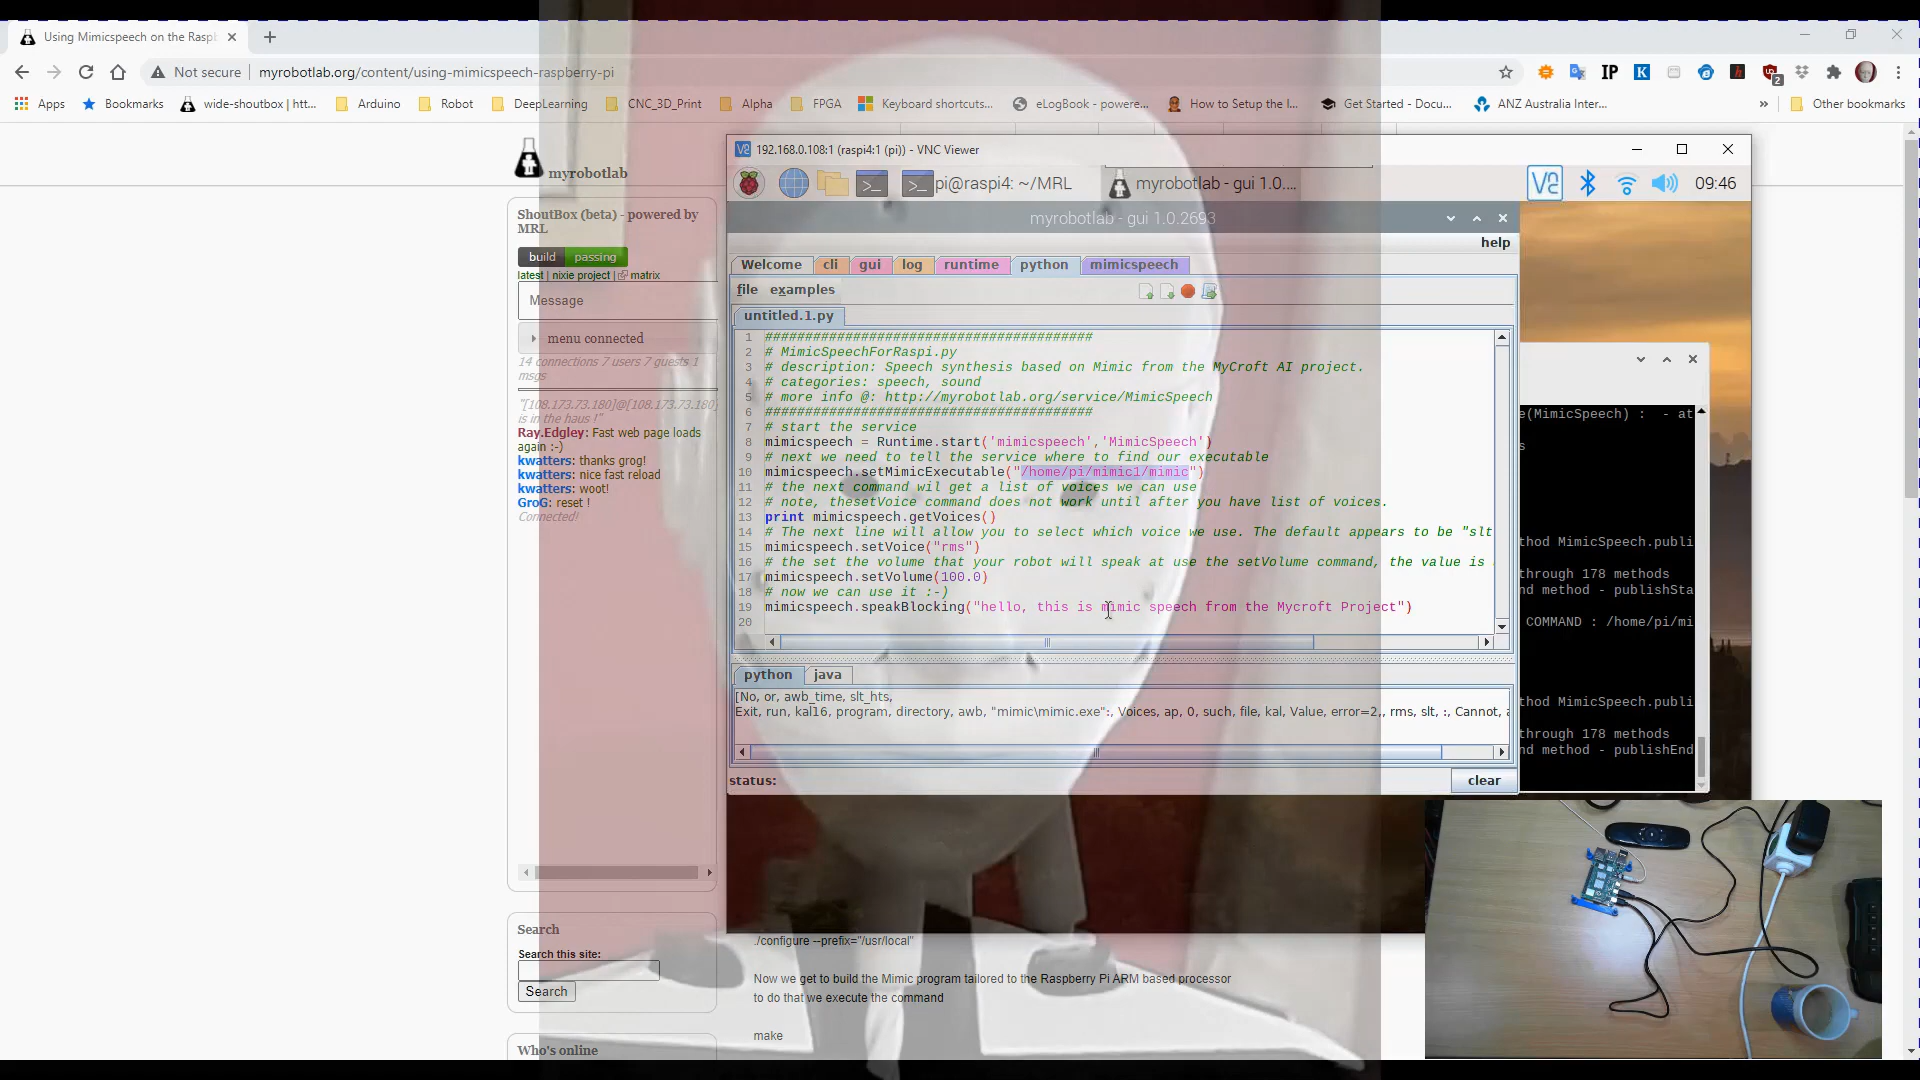 Using Mimicspeech on the Raspb
Not secure
myrobotlab.org/content/using-mimicspeech-raspberry-pi
IP
2
Apps
Bookmarks
wide-shoutbox | htt...
Arduino
Robot
DeepLearning
CNC_3D_Print
Alpha
FPGA
Keyboard shortcuts...
eLogBook - powere...
How to Setup the I...
Get Started - Docu...
ANZ Australia Inter...
Other bookmarks
myrobotlab
ShoutBox (beta) - powered by
MRL
build passing
latest | nixie project | matrix
Message
menu connected
14 connections 7 users 7 guests 1
msgs
"[108.173.73.180]@[108.173.73.180]
is in the haus !"
Ray.Edgley: Fast web page loads
again :-)
kwatters: thanks grog!
kwatters: nice fast reload
kwatters: woot!
GroG: reset !
Connected!
Search
Search this site:
Search
Who's online
192.168.0.108:1 (raspi4:1 (pi)) - VNC Viewer
pi@raspi4: ~/MRL
myrobotlab - gui 1.0....
09:46
myrobotlab - gui 1.0.2693
help
Welcome
cli
gui
log
runtime
python
mimicspeech
file
examples
untitled.1.py
1 #########################################
2 # MimicSpeechForRaspi.py
3 # description: Speech synthesis based on Mimic from the MyCroft AI project.
4 # categories: speech, sound
5 # more info @: http://myrobotlab.org/service/MimicSpeech
6 #########################################
7 # start the service
8 mimicspeech = Runtime.start('mimicspeech','MimicSpeech')
9 # next we need to tell the service where to find our executable
10 mimicspeech.setMimicExecutable("/home/pi/mimic1/mimic")
11 # the next command wil get a list of voices we can use
12 # note, thesetVoice command does not work until after you have list of voices.
13 print mimicspeech.getVoices()
14 # The next line will allow you to select which voice we use. The default appears to be "slt
15 mimicspeech.setVoice("rms")
16 # the set the volume that your robot will speak at use the setVolume command, the value is
17 mimicspeech.setVolume(100.0)
18 # now we can use it :-)
19 mimicspeech.speakBlocking("hello, this is mimic speech from the Mycroft Project")
20
python
java
[No, or, awb_time, slt_hts,
Exit, run, kal16, program, directory, awb, "mimic\mimic.exe":, Voices, ap, 0, such, file, kal, Value, error=2,, rms, slt, :, Cannot,
status:
clear
e(MimicSpeech) : - at
s
thod MimicSpeech.publi
through 178 methods
nd method - publishSta
COMMAND : /home/pi/mi
thod MimicSpeech.publi
through 178 methods
nd method - publishEnd
./configure --prefix="/usr/local"
Now we get to build the Mimic program tailored to the Raspberry Pi ARM based processor
to do that we execute the command
make